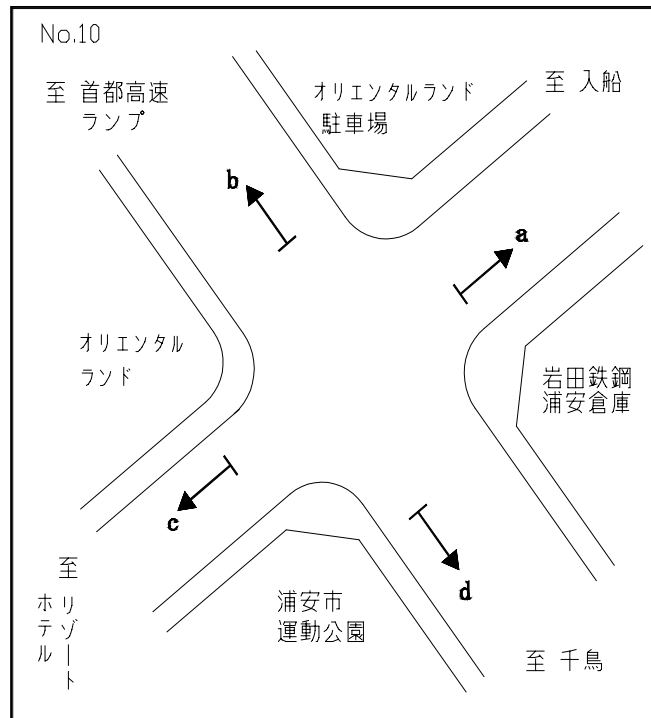 No.10
至 首都高速
ランプ
オリエンタルランド
駐車場
至 入船
b
a
オリエンタル
ランド
岩田鉄鋼
浦安倉庫
c
d
至
リゾート
ホテル
浦安市
運動公園
至 千鳥